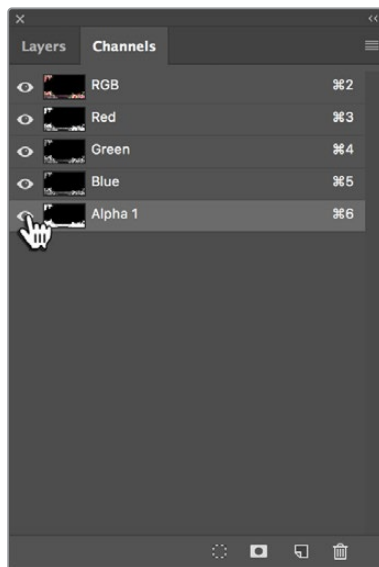 Layers Channels
RGB ⌘2
Red ⌘3
Green ⌘4
Blue ⌘5
Alpha 1 ⌘6